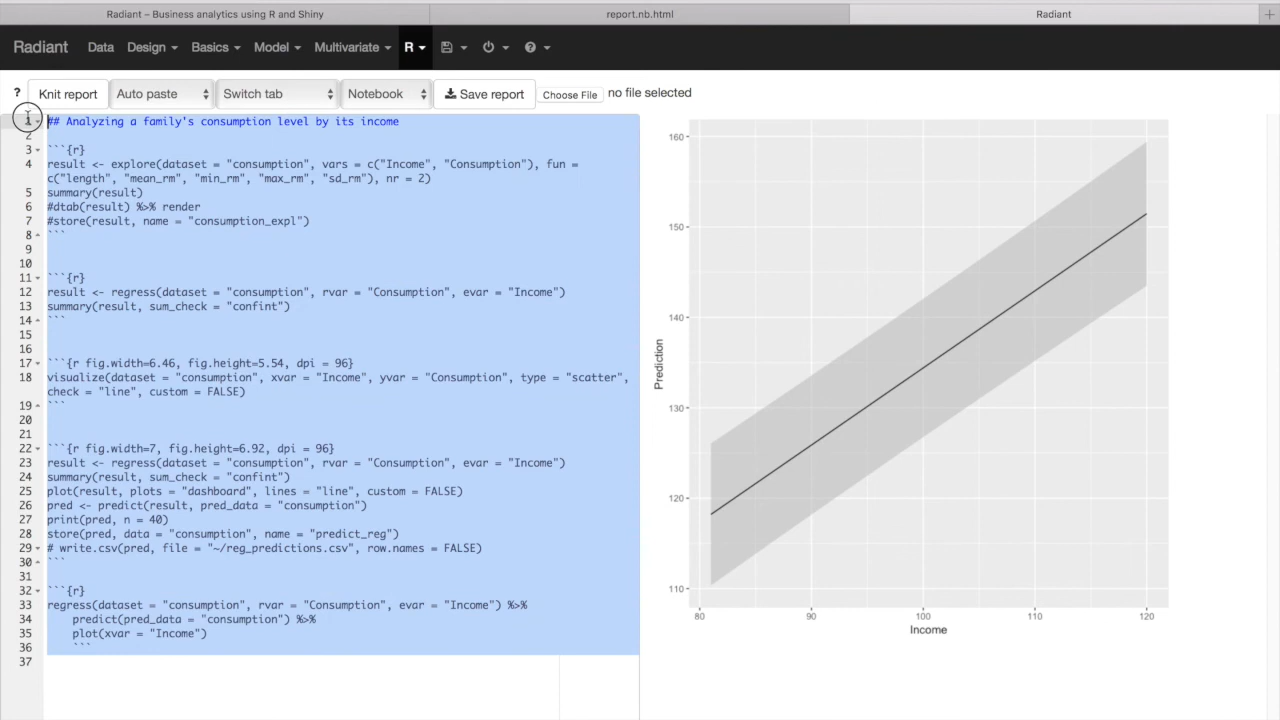 Radiant – Business analytics using R and Shiny
report.nb.html
Radiant
Radiant Data Design Basics Model Multivariate R
? Knit report Auto paste Switch tab Notebook Save report Choose File no file selected
1 ## Analyzing a family's consumption level by its income
2
3 ```{r}
4 result <- explore(dataset = "consumption", vars = c("Income", "Consumption"), fun =
c("length", "mean_rm", "min_rm", "max_rm", "sd_rm"), nr = 2)
5 summary(result)
6 #dtab(result) %>% render
7 #store(result, name = "consumption_expl")
8 ```
9
10
11 ```{r}
12 result <- regress(dataset = "consumption", rvar = "Consumption", evar = "Income")
13 summary(result, sum_check = "confint")
14 ```
15
16
17 ```{r fig.width=6.46, fig.height=5.54, dpi = 96}
18 visualize(dataset = "consumption", xvar = "Income", yvar = "Consumption", type = "scatter",
check = "line", custom = FALSE)
19 ```
20
21
22 ```{r fig.width=7, fig.height=6.92, dpi = 96}
23 result <- regress(dataset = "consumption", rvar = "Consumption", evar = "Income")
24 summary(result, sum_check = "confint")
25 plot(result, plots = "dashboard", lines = "line", custom = FALSE)
26 pred <- predict(result, pred_data = "consumption")
27 print(pred, n = 40)
28 store(pred, data = "consumption", name = "predict_reg")
29 # write.csv(pred, file = "~/reg_predictions.csv", row.names = FALSE)
30 ```
31
32 ```{r}
33 regress(dataset = "consumption", rvar = "Consumption", evar = "Income") %>%
34 predict(pred_data = "consumption") %>%
35 plot(xvar = "Income")
36 ```
37
160
150
140
130
120
110
Prediction
80 90 100 110 120
Income